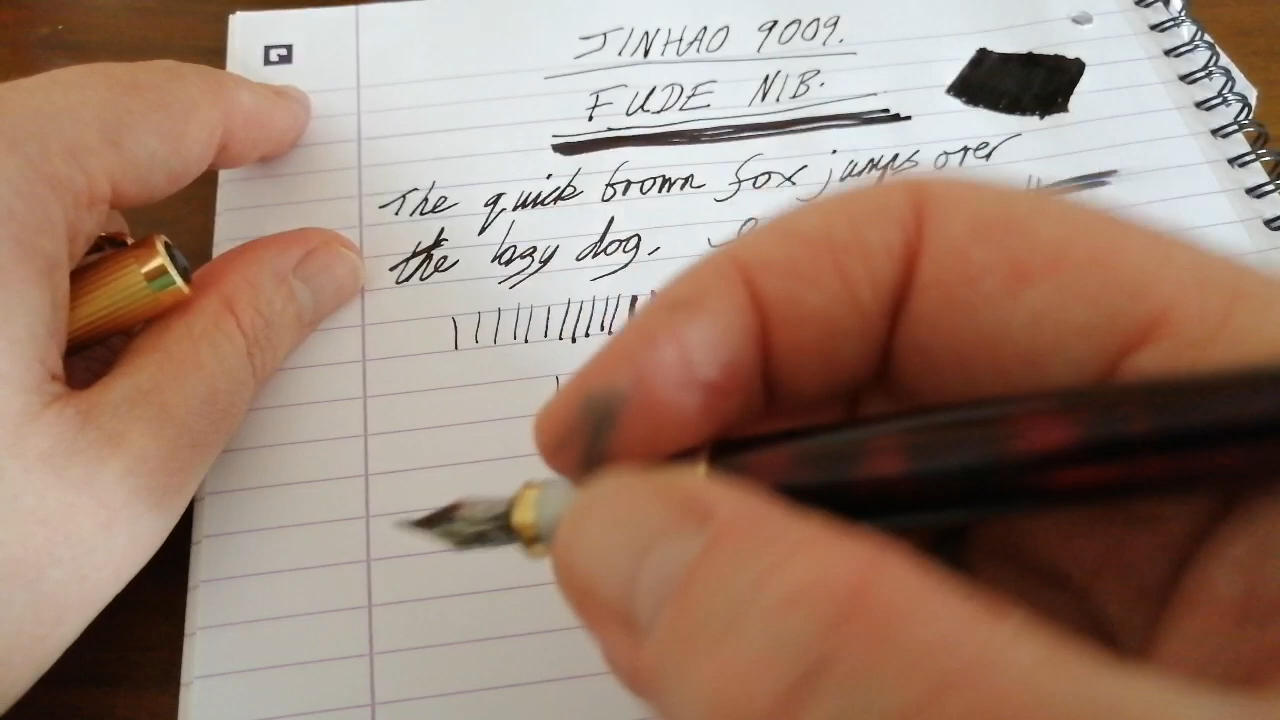 JINHAO 9009.
FUDE NIB.
The quick brown fox jumps over
the lazy dog.